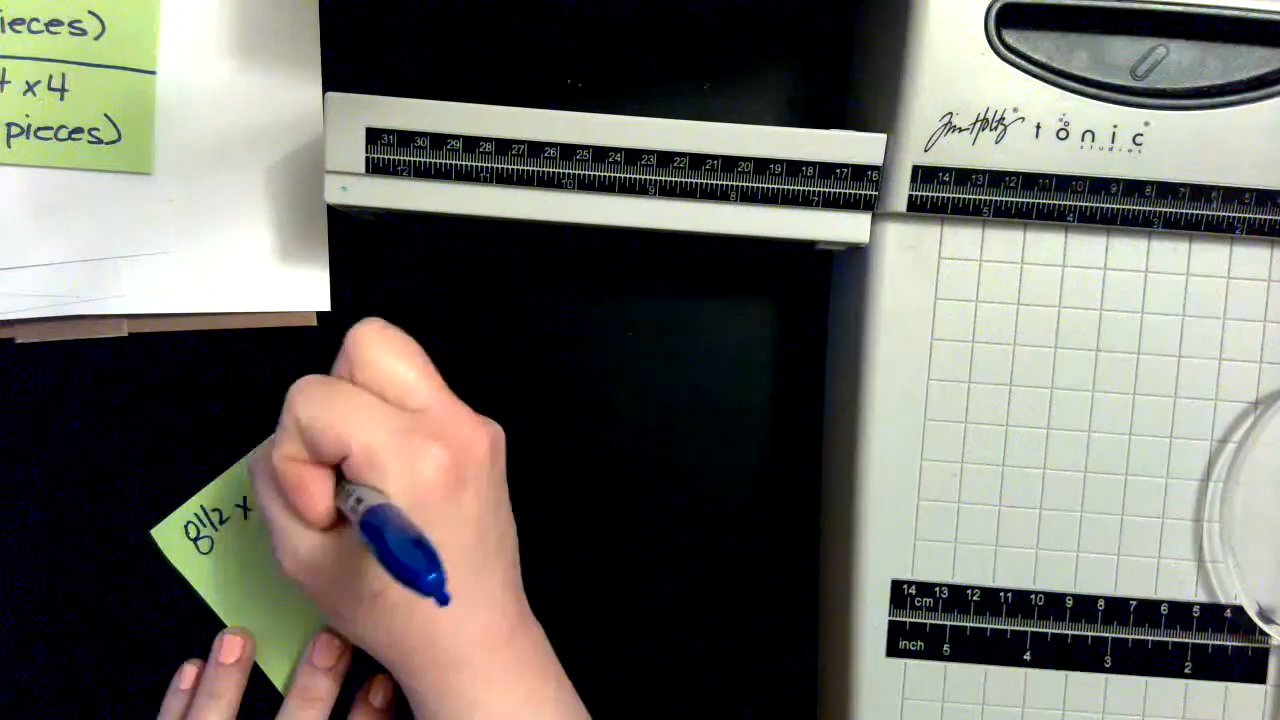 ieces)
4 x 4
pieces)
8 1/2 x
Tim Holtz® tonic®
studios
31 30 29 28 27 26 25 24 23 22 21 20 19 18 17 16
12 11 10 9 8 7
14 13 12 11 10 9 8 7 6 5
5 4 3 2
14 13 12 11 10 9 8 7 6 5 4
cm
inch 5 4 3 2